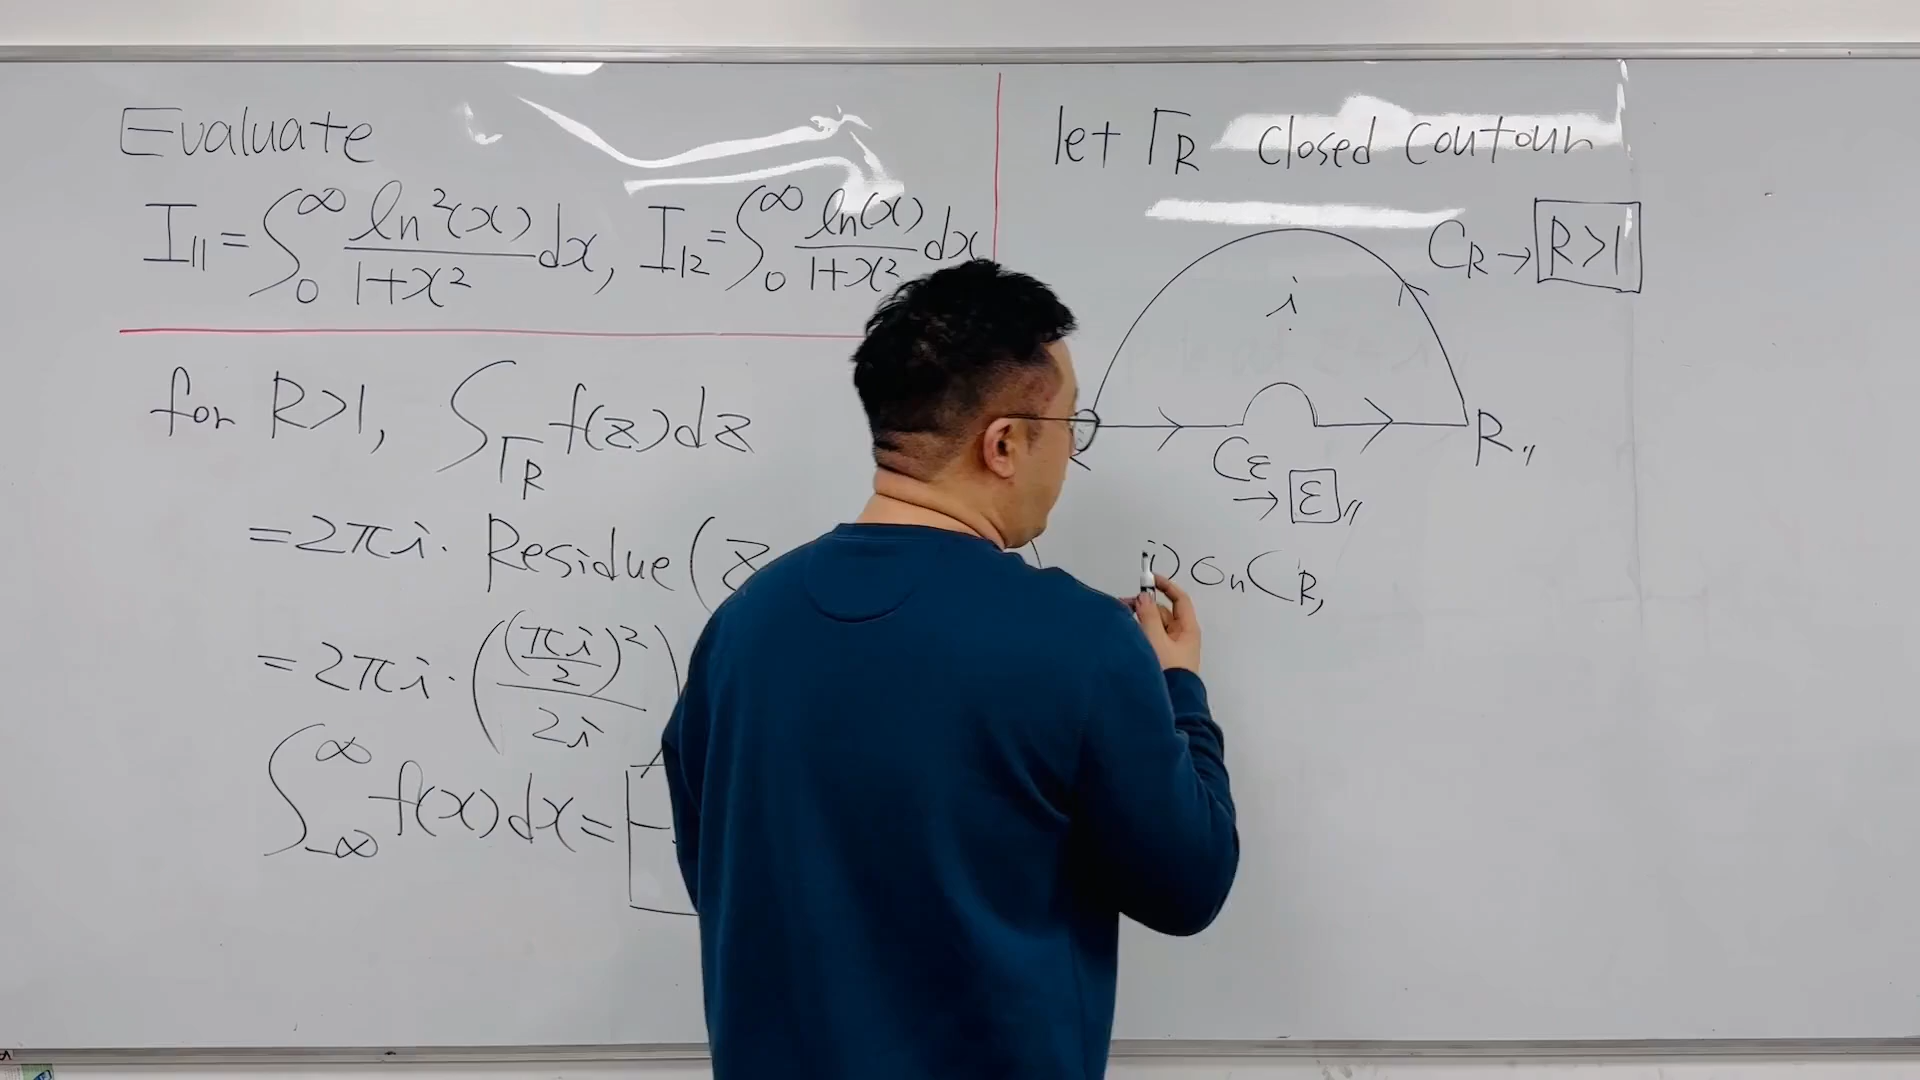 Evaluate
I₁₁ = ∫₀^∞ ln²(x)/(1+x²) dx, I₁₂ = ∫₀^∞ ln(x)/(1+x²) dx
for R>1, ∫_{Γ_R} f(z)dz
= 2πi · Residue (z
= 2πi · ((πi/2)²/2i)
∫_{-∞}^{∞} f(x)dx =
let Γ_R closed contour
C_R → R>1
i
R
C_ε
→ ε
i) on C_R,